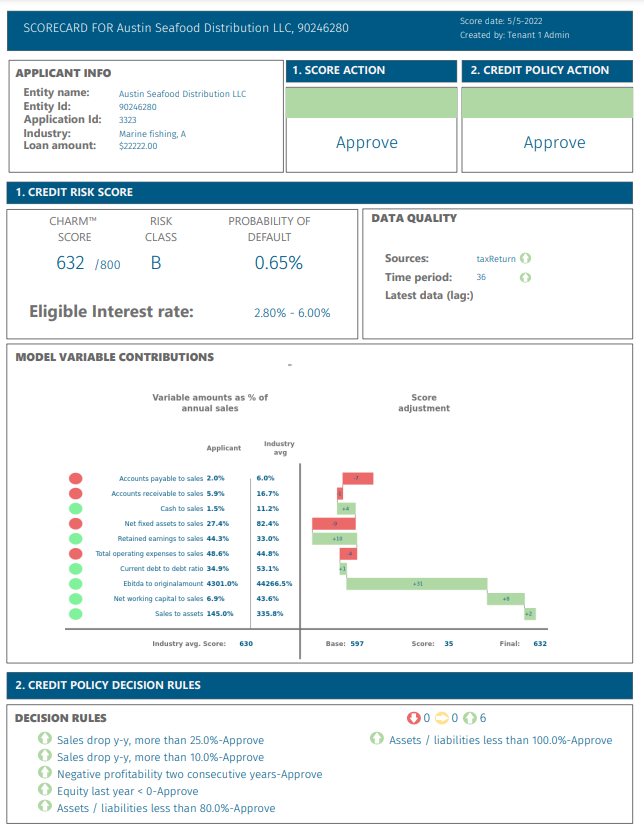 SCORECARD FOR Austin Seafood Distribution LLC, 90246280
Score date: 5/5-2022
Created by: Tenant 1 Admin
APPLICANT INFO
Entity name: Austin Seafood Distribution LLC
Entity Id: 90246280
Application Id: 3323
Industry: Marine fishing, A
Loan amount: $22222.00
1. SCORE ACTION
Approve
2. CREDIT POLICY ACTION
Approve
1. CREDIT RISK SCORE
CHARM™ SCORE
632 /800
RISK CLASS
B
PROBABILITY OF DEFAULT
0.65%
Eligible Interest rate: 2.80% - 6.00%
DATA QUALITY
Sources: taxReturn
Time period: 36
Latest data (lag:)
MODEL VARIABLE CONTRIBUTIONS
-
Variable amounts as % of
annual sales
Score
adjustment
Applicant Industry avg
Accounts payable to sales 2.0% 6.0% -7
Accounts receivable to sales 5.9% 16.7%
Cash to sales 1.5% 11.2% +4
Net fixed assets to sales 27.4% 82.4% -9
Retained earnings to sales 44.3% 33.0% +10
Total operating expenses to sales 48.6% 44.8% -4
Current debt to debt ratio 34.9% 53.1%
Ebitda to originalamount 4301.0% 44266.5% +31
Net working capital to sales 6.9% 43.6% +8
Sales to assets 145.0% 335.8% +2
Industry avg. Score: 630 Base: 597 Score: 35 Final: 632
2. CREDIT POLICY DECISION RULES
DECISION RULES
0 0 6
Sales drop y-y, more than 25.0%-Approve
Sales drop y-y, more than 10.0%-Approve
Negative profitability two consecutive years-Approve
Equity last year < 0-Approve
Assets / liabilities less than 80.0%-Approve
Assets / liabilities less than 100.0%-Approve